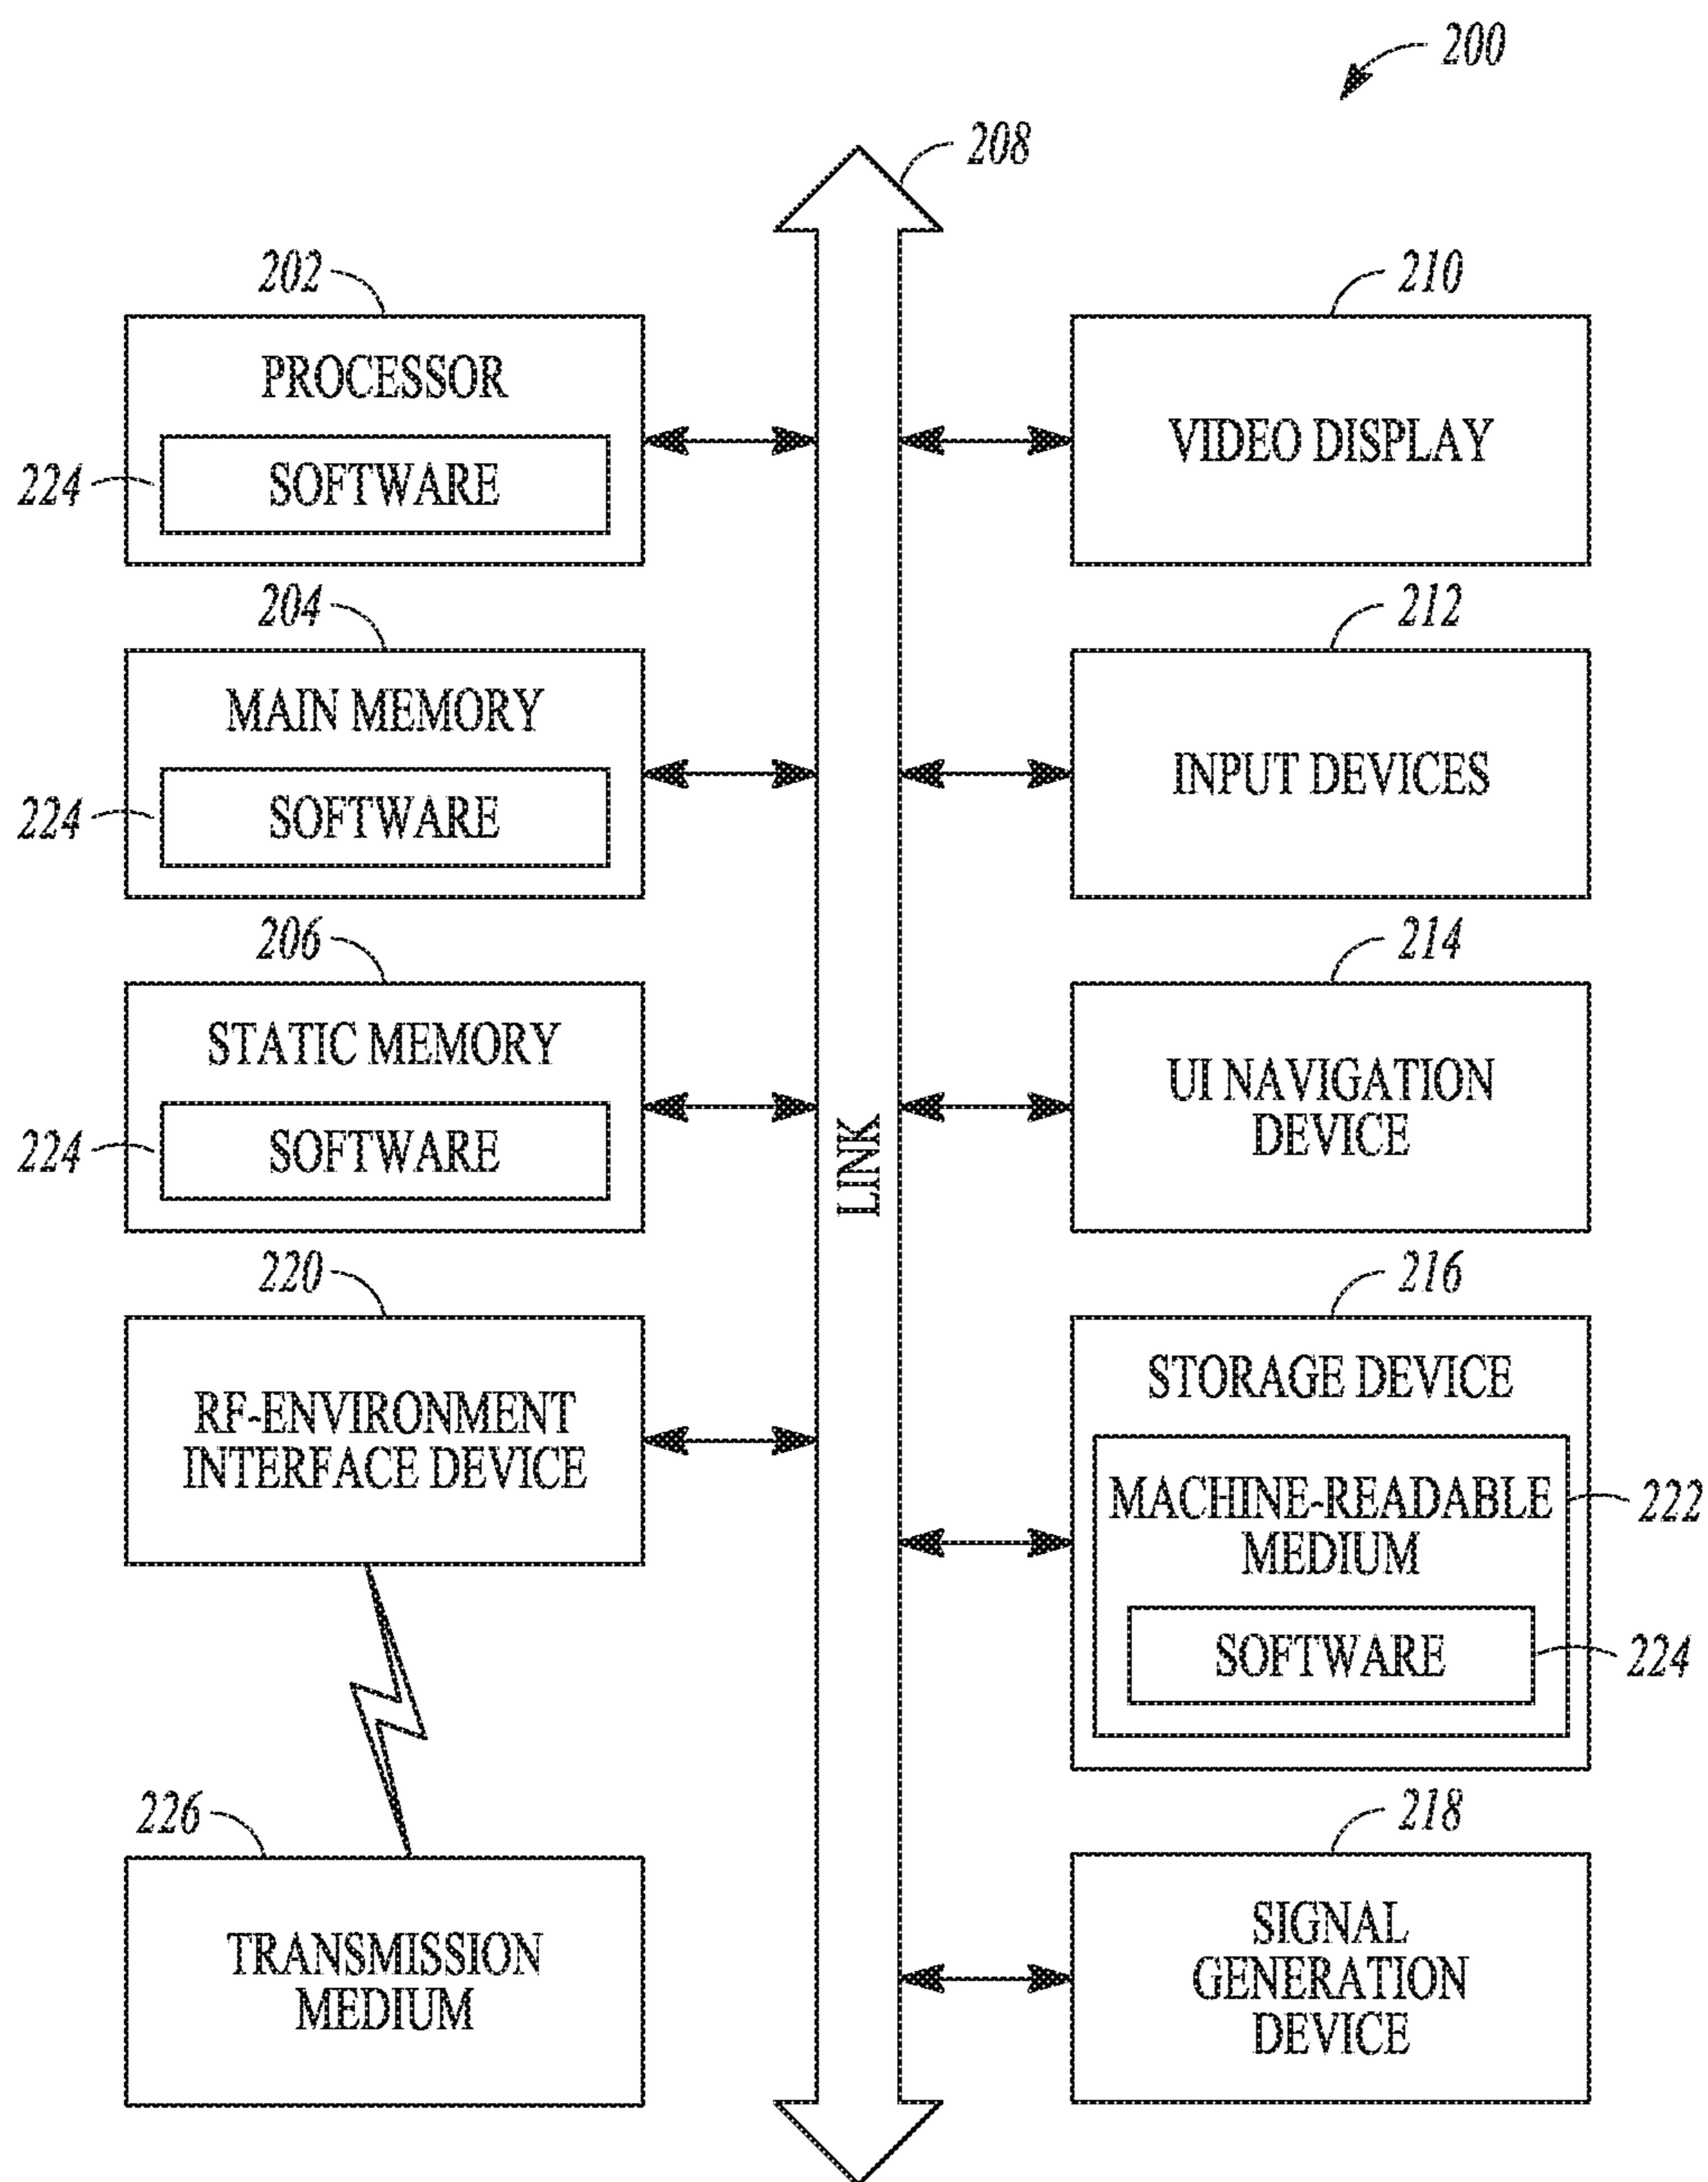 200
208
202
PROCESSOR
224
SOFTWARE
210
VIDEO DISPLAY
204
MAIN MEMORY
224
SOFTWARE
212
INPUT DEVICES
206
STATIC MEMORY
224
SOFTWARE
214
UI NAVIGATION
DEVICE
LINK
220
RF-ENVIRONMENT
INTERFACE DEVICE
216
STORAGE DEVICE
MACHINE-READABLE
MEDIUM
222
SOFTWARE
224
226
TRANSMISSION
MEDIUM
218
SIGNAL
GENERATION
DEVICE